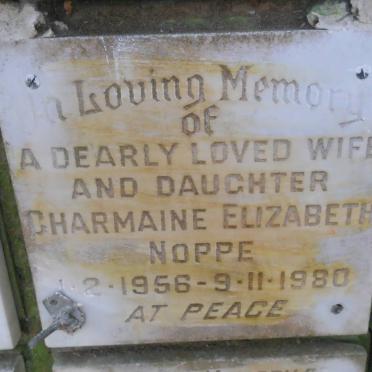 In Loving Memory
of
A DEARLY LOVED WIFE
AND DAUGHTER
CHARMAINE ELIZABETH
NOPPE
1·2·1956-9·11·1980
AT PEACE